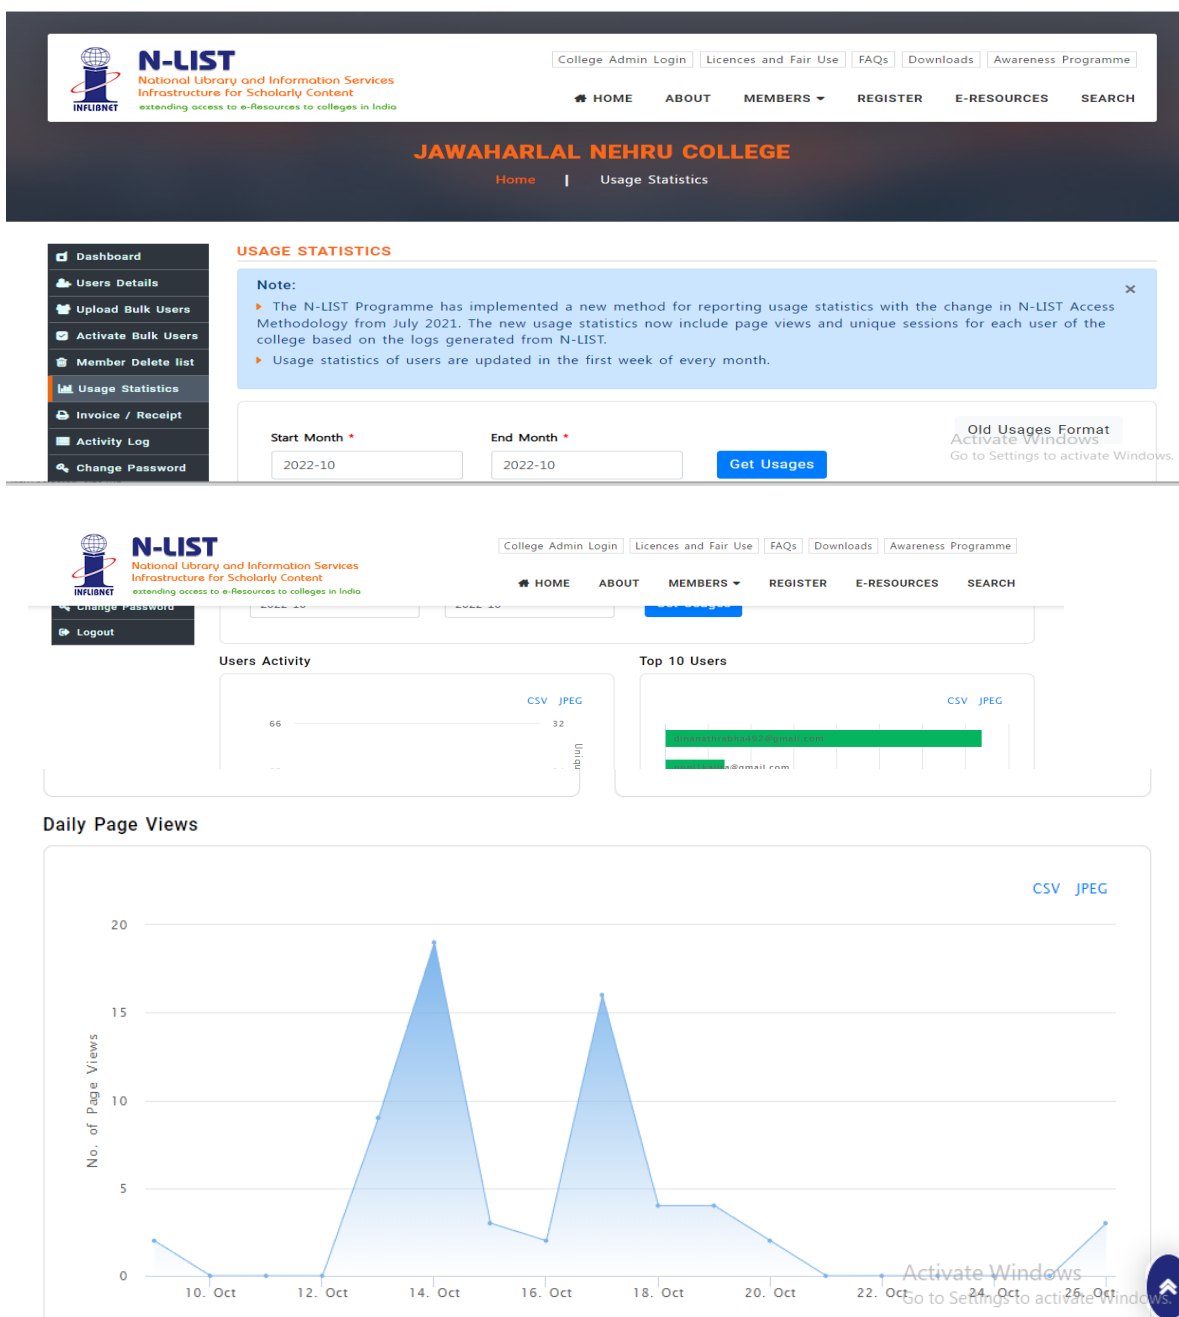 N-LIST
National Library and Information Services
Infrastructure for Scholarly Content
extending access to e-Resources to colleges in India
INFLIBNET
College Admin Login Licences and Fair Use FAQs Downloads Awareness Programme
HOME ABOUT MEMBERS REGISTER E-RESOURCES SEARCH
JAWAHARLAL NEHRU COLLEGE
Home | Usage Statistics
Dashboard
Users Details
Upload Bulk Users
Activate Bulk Users
Member Delete list
Usage Statistics
Invoice / Receipt
Activity Log
Change Password
USAGE STATISTICS
Note:
×
The N-LIST Programme has implemented a new method for reporting usage statistics with the change in N-LIST Access
Methodology from July 2021. The new usage statistics now include page views and unique sessions for each user of the
college based on the logs generated from N-LIST.
Usage statistics of users are updated in the first week of every month.
Old Usages Format
Start Month * End Month *
2022-10 2022-10 Get Usages
Activate Windows
Go to Settings to activate Windows.
N-LIST
National Library and Information Services
Infrastructure for Scholarly Content
extending access to e-Resources to colleges in India
INFLIBNET
College Admin Login Licences and Fair Use FAQs Downloads Awareness Programme
HOME ABOUT MEMBERS REGISTER E-RESOURCES SEARCH
Change Password
2022-10 2022-10 Get Usages
Logout
Users Activity
CSV JPEG
66 32
Uniqu
Top 10 Users
CSV JPEG
@gmail.com
Daily Page Views
CSV JPEG
No. of Page Views
20
15
10
5
0
10. Oct 12. Oct 14. Oct 16. Oct 18. Oct 20. Oct 22. Oct 24. Oct 26. Oct
Activate Windows
Go to Settings to activate Windows.